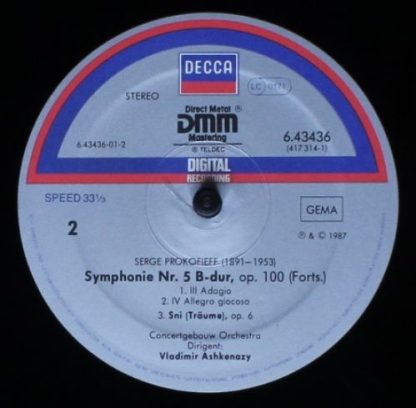 DECCA
STEREO
LC 0171
Direct Metal
DMM
Mastering
6.43436
6.43436-01-2
℗ TELDEC
(417 314-1)
DIGITAL
RECORDING
SPEED 33⅓
GEMA
2
℗ & © 1987
SERGE PROKOFIEFF (1891–1953)
Symphonie Nr. 5 B-dur, op. 100 (Forts.)
1. III Adagio
2. IV Allegro giocoso
3. Sni (Träume), op. 6
Concertgebouw Orchestra
Dirigent:
Vladimir Ashkenazy